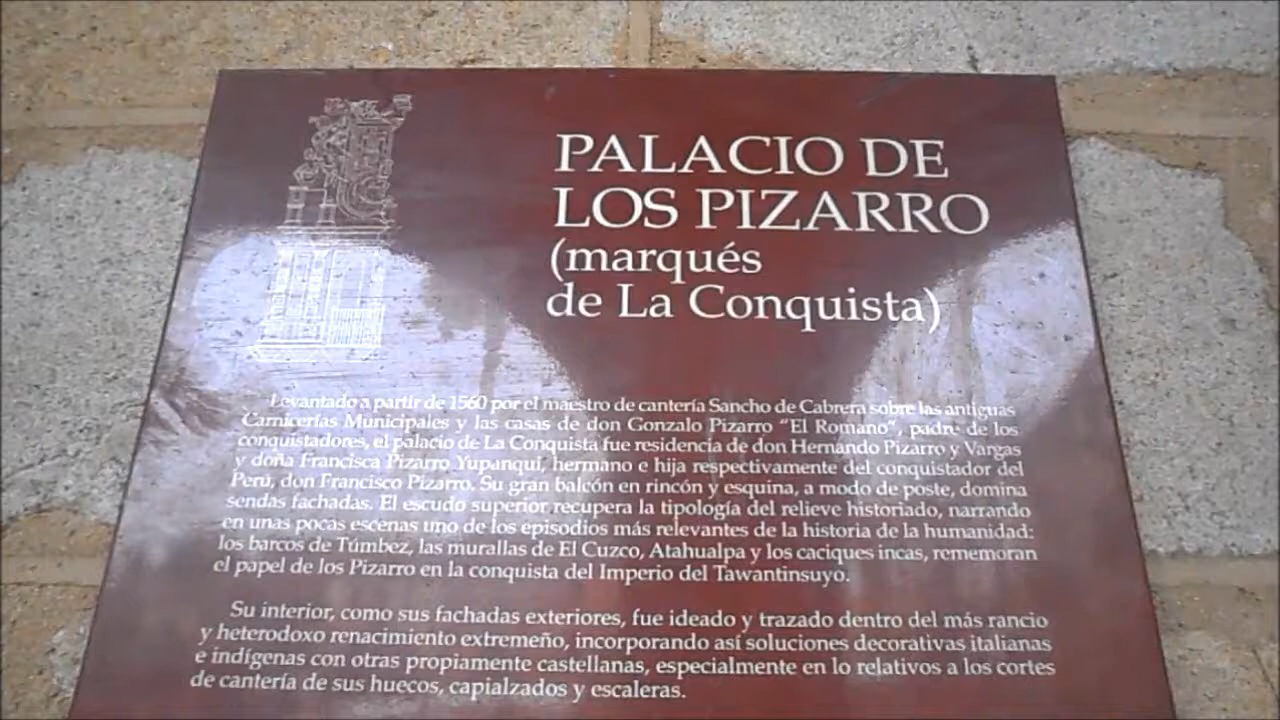 PALACIO DE
LOS PIZARRO
(marqués
de La Conquista)
Levantado a partir de 1560 por el maestro de cantería Sancho de Cabrera sobre las antiguas
Carnicerías Municipales y las casas de don Gonzalo Pizarro "El Romano", padre de los
conquistadores, el palacio de La Conquista fue residencia de don Hernándo Pizarro y Vargas
y doña Francisca Pizarro Yupanquí, hermano e hija respectivamente del conquistador del
Perú, don Francisco Pizarro. Su gran balcón en rincón y esquina, a modo de poste, domina
sendas fachadas. El escudo superior recupera la tipología del relieve historiado, narrando
en unas pocas escenas uno de los episodios más relevantes de la historia de la humanidad:
los barcos de Túmbez, las murallas de El Cuzco, Atahualpa y los caciques incas, rememoran
el papel de los Pizarro en la conquista del Imperio del Tawantinsuyo.
Su interior, como sus fachadas exteriores, fue ideado y trazado dentro del más rancio
y heterodoxo renacimiento extremeño, incorporando así soluciones decorativas italianas
e indígenas con otras propiamente castellanas, especialmente en lo relativos a los cortes
de cantería de sus huecos, capialzados y escaleras.